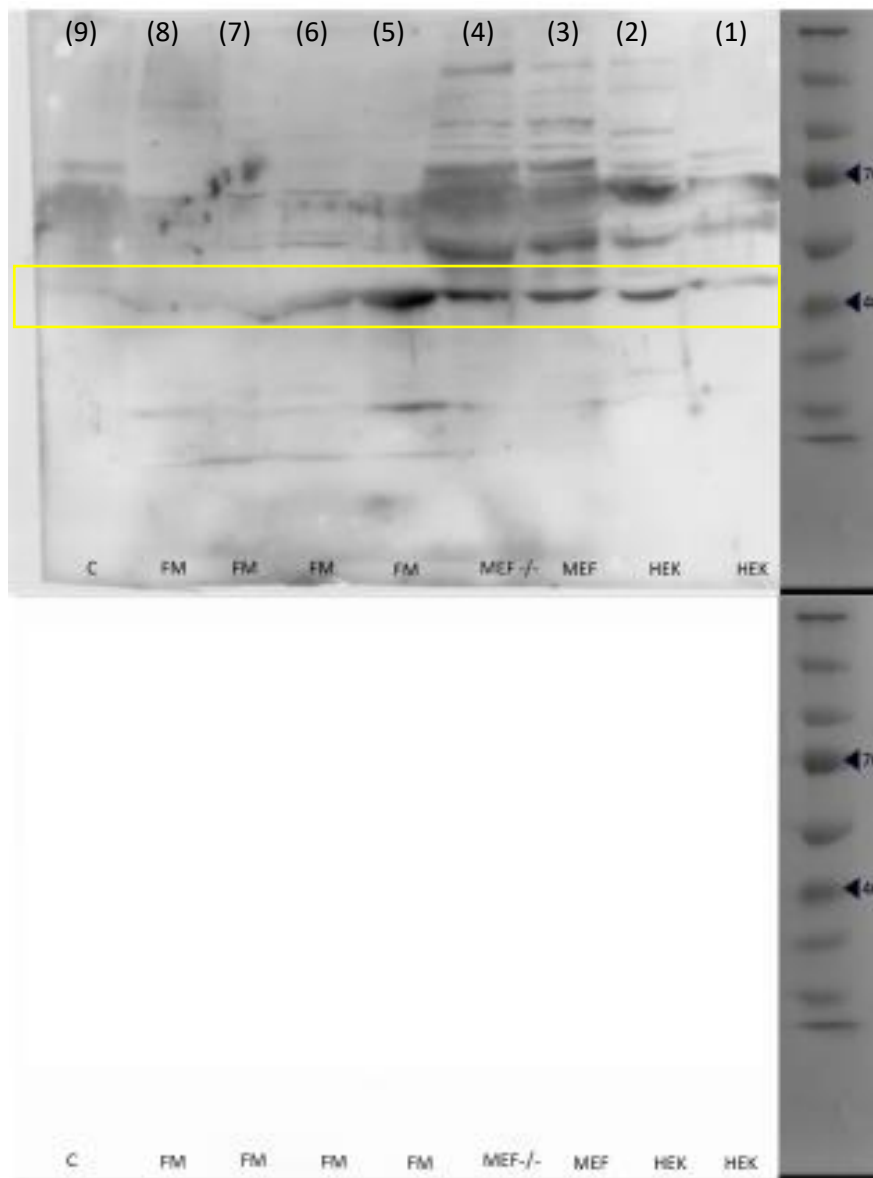 (9) (8) (7) (6) (5) (4) (3) (2) (1)
C FM FM FM FM MEF -/- MEF HEK HEK
C FM FM FM FM MEF-/- MEF HEK HEK